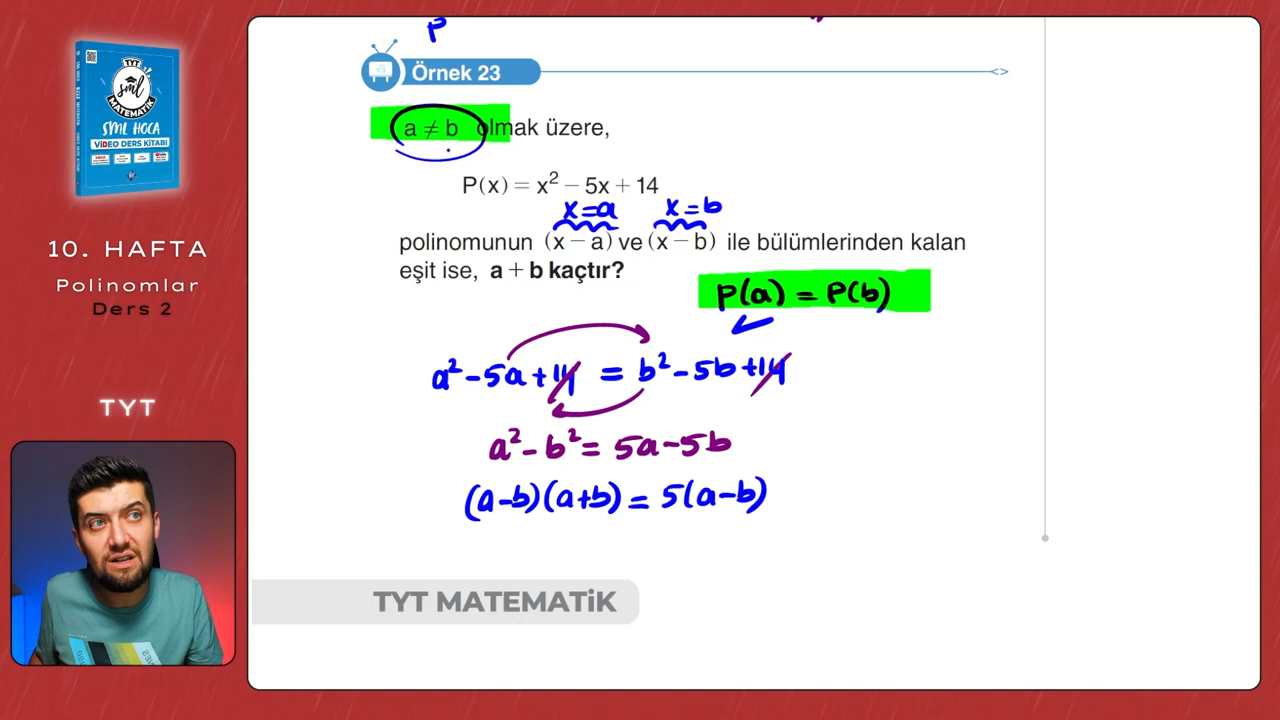 P
TYT
SML
MATEMATİK
SML HOCA
VİDEO DERS KİTABI
10. HAFTA
Polinomlar
Ders 2
TYT
Örnek 23
a ≠ b olmak üzere,
P(x) = x² − 5x + 14
x=a x=b
polinomunun (x − a) ve (x − b) ile bülümlerinden kalan
eşit ise, a + b kaçtır?
P(a) = P(b)
a² − 5a + 14 = b² − 5b + 14
a² − b² = 5a − 5b
(a−b)(a+b) = 5(a−b)
TYT MATEMATİK